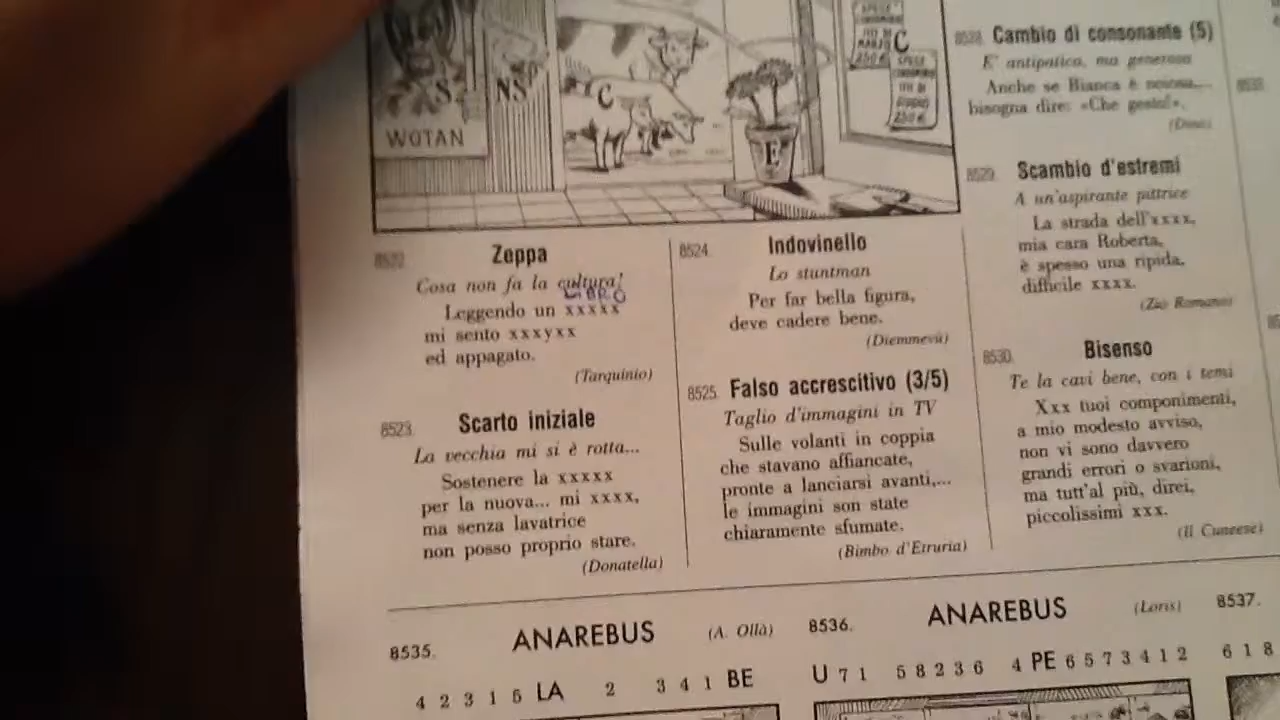 S
NS
C
E
C
WOTAN
SPESE
MARZO
250 €
SPESE
250 €
8522.
Zeppa
Cosa non fa la cultura!
LIBRO
Leggendo un xxxxx
mi sento xxxyxx
ed appagato.
(Tarquinio)
8523.
Scarto iniziale
La vecchia mi si è rotta...
Sostenere la xxxxx
per la nuova... mi xxxx,
ma senza lavatrice
non posso proprio stare.
(Donatella)
8524.
Indovinello
Lo stuntman
Per far bella figura,
deve cadere bene.
(Diemmevù)
8525.
Falso accrescitivo (3/5)
Taglio d'immagini in TV
Sulle volanti in coppia
che stavano affiancate,
pronte a lanciarsi avanti,...
le immagini son state
chiaramente sfumate.
(Bimbo d'Etruria)
8528.
Cambio di consonante (5)
E' antipatica, ma generosa
Anche se Bianca è noiosa...
bisogna dire: «Che gesto!».
8529.
Scambio d'estremi
A un'aspirante pittrice
La strada dell'xxxx,
mia cara Roberta,
è spesso una ripida,
difficile xxxx.
(Zio Romano)
8530.
Bisenso
Te la cavi bene, con i temi
Xxx tuoi componimenti,
a mio modesto avviso,
non vi sono davvero
grandi errori o svarioni,
ma tutt'al più, direi,
piccolissimi xxx.
(Il Cuneese)
8535.
ANAREBUS
(A. Ollà)
4 2 3 1 5 LA 2 3 4 1 BE
8536.
ANAREBUS
(Loris)
U 7 1 5 8 2 3 6 4 PE 6 5 7 3 4 1 2
8537.
6 1 8